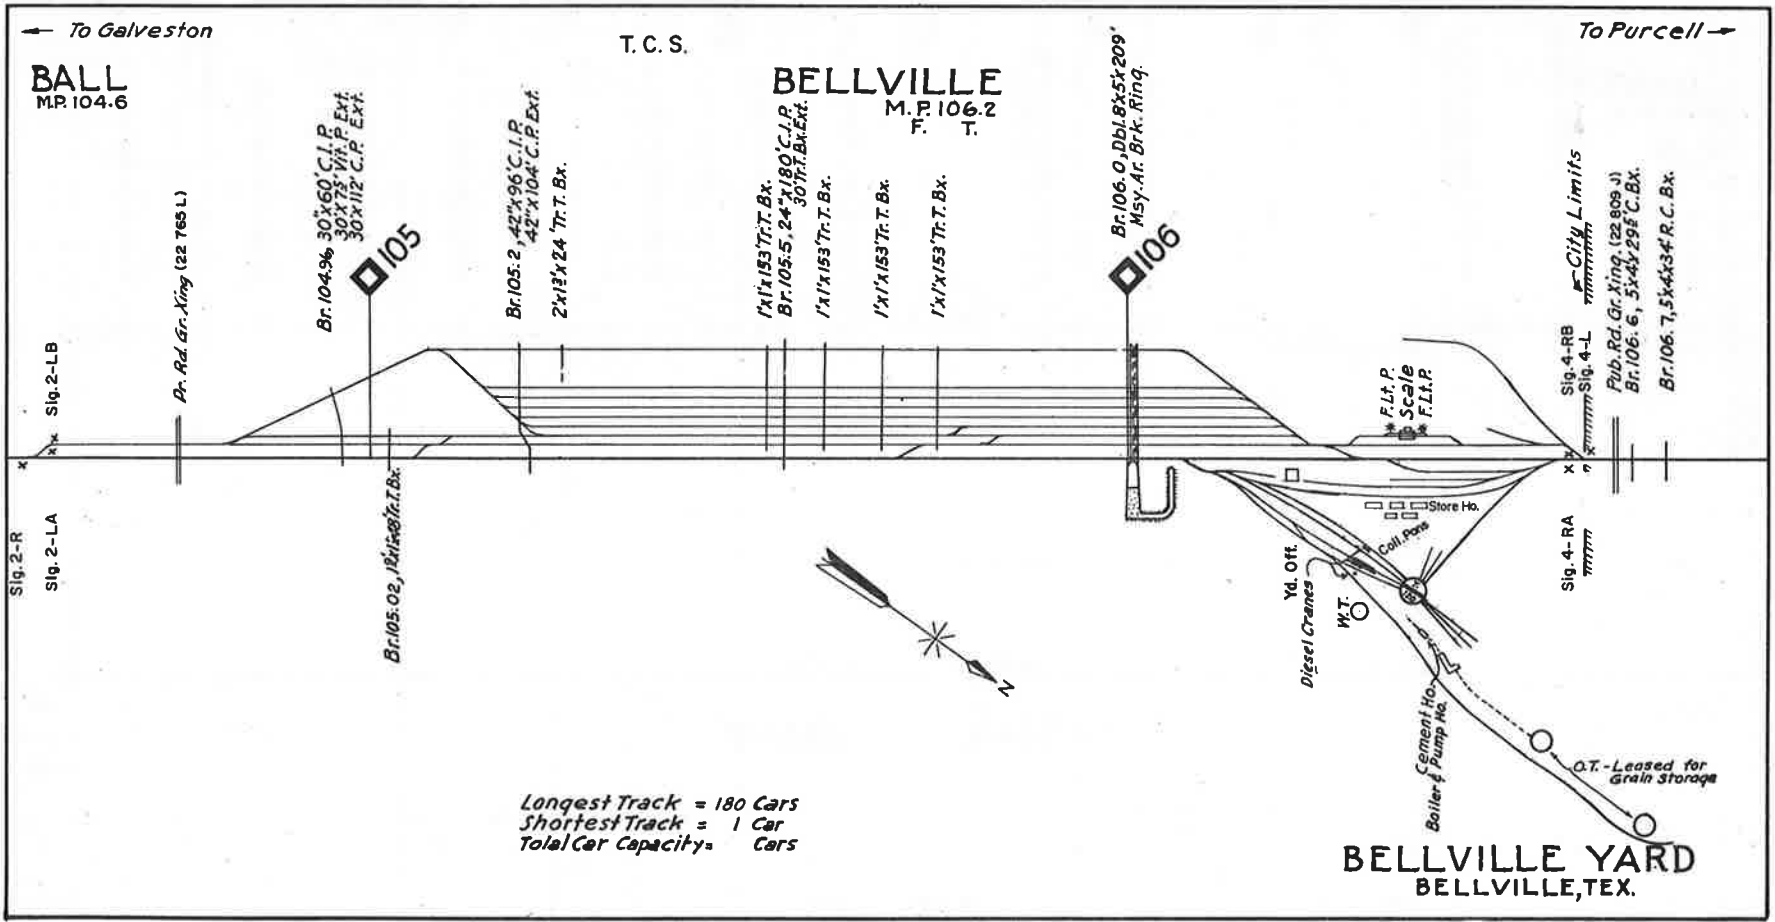 To Galveston
T. C. S.
To Purcell
BALL
M.P. 104.6
BELLVILLE
M.P. 106.2
F. T.
Sig. 2-LB
Pr. Rd. Gr. Xing (22 765 L)
Br. 104.96, 30"x60' C.I.P.
30"x7½' Vit. P. Ext.
30"x112' C.P. Ext.
105
Br. 105.2, 42"x96' C.I.P.
42"x104' C.P. Ext.
2'x1½'x24' Tr. T. Bx.
1'x1'x153' Tr. T. Bx.
Br. 105.5, 24"x180' C.I.P.
30' Tr. T. Bx. Ext.
1'x1'x153' Tr. T. Bx.
1'x1'x153' Tr. T. Bx.
1'x1'x153' Tr. T. Bx.
Br. 106.0, Dbl. 8'x5'x209'
Msy. Ar. Brk. Ring.
106
F. Lt. P.
Scale
F. Lt. P.
Sig. 4-RB
Sig. 4-L
City Limits
Pub. Rd. Gr. Xing. (22 809 J)
Br. 106.6, 5'x4'x29½' C. Bx.
Br. 106.7, 5'x4'x34' R.C. Bx.
Sig. 2-R
Sig. 2-LA
Br. 105.02, Tr. T. Bx.
Store Ho.
Coll. Pans
Yd. Off.
Diesel Cranes
W.T.
Sig. 4-RA
N
Cement Ho.
Boiler & Pump Ho.
O.T. - Leased for
Grain Storage
Longest Track = 180 Cars
Shortest Track = 1 Car
Total Car Capacity = Cars
BELLVILLE YARD
BELLVILLE, TEX.